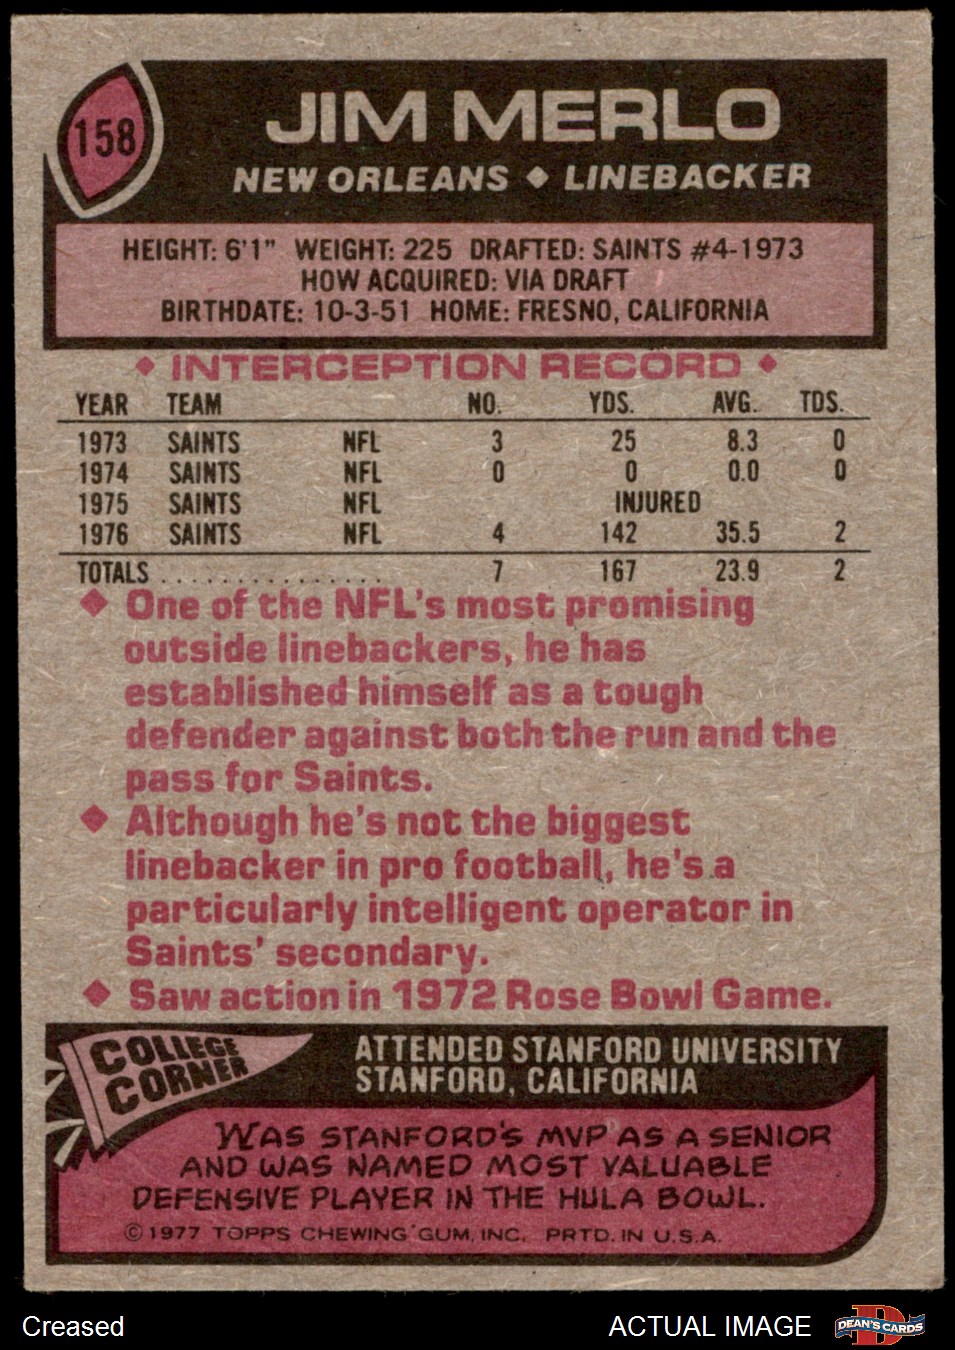 158
JIM MERLO
NEW ORLEANS ◆ LINEBACKER
HEIGHT: 6'1" WEIGHT: 225 DRAFTED: SAINTS #4-1973
HOW ACQUIRED: VIA DRAFT
BIRTHDATE: 10-3-51 HOME: FRESNO, CALIFORNIA
◆ INTERCEPTION RECORD ◆
YEAR TEAM NO. YDS. AVG. TDS.
1973 SAINTS NFL 3 25 8.3 0
1974 SAINTS NFL 0 0 0.0 0
1975 SAINTS NFL INJURED
1976 SAINTS NFL 4 142 35.5 2
TOTALS ............... 7 167 23.9 2
◆ One of the NFL's most promising
outside linebackers, he has
established himself as a tough
defender against both the run and the
pass for Saints.
◆ Although he's not the biggest
linebacker in pro football, he's a
particularly intelligent operator in
Saints' secondary.
◆ Saw action in 1972 Rose Bowl Game.
COLLEGE
CORNER
ATTENDED STANFORD UNIVERSITY
STANFORD, CALIFORNIA
WAS STANFORD'S MVP AS A SENIOR
AND WAS NAMED MOST VALUABLE
DEFENSIVE PLAYER IN THE HULA BOWL.
© 1977 TOPPS CHEWING GUM, INC. PRTD. IN U.S.A.
Creased
ACTUAL IMAGE
DEAN'S CARDS